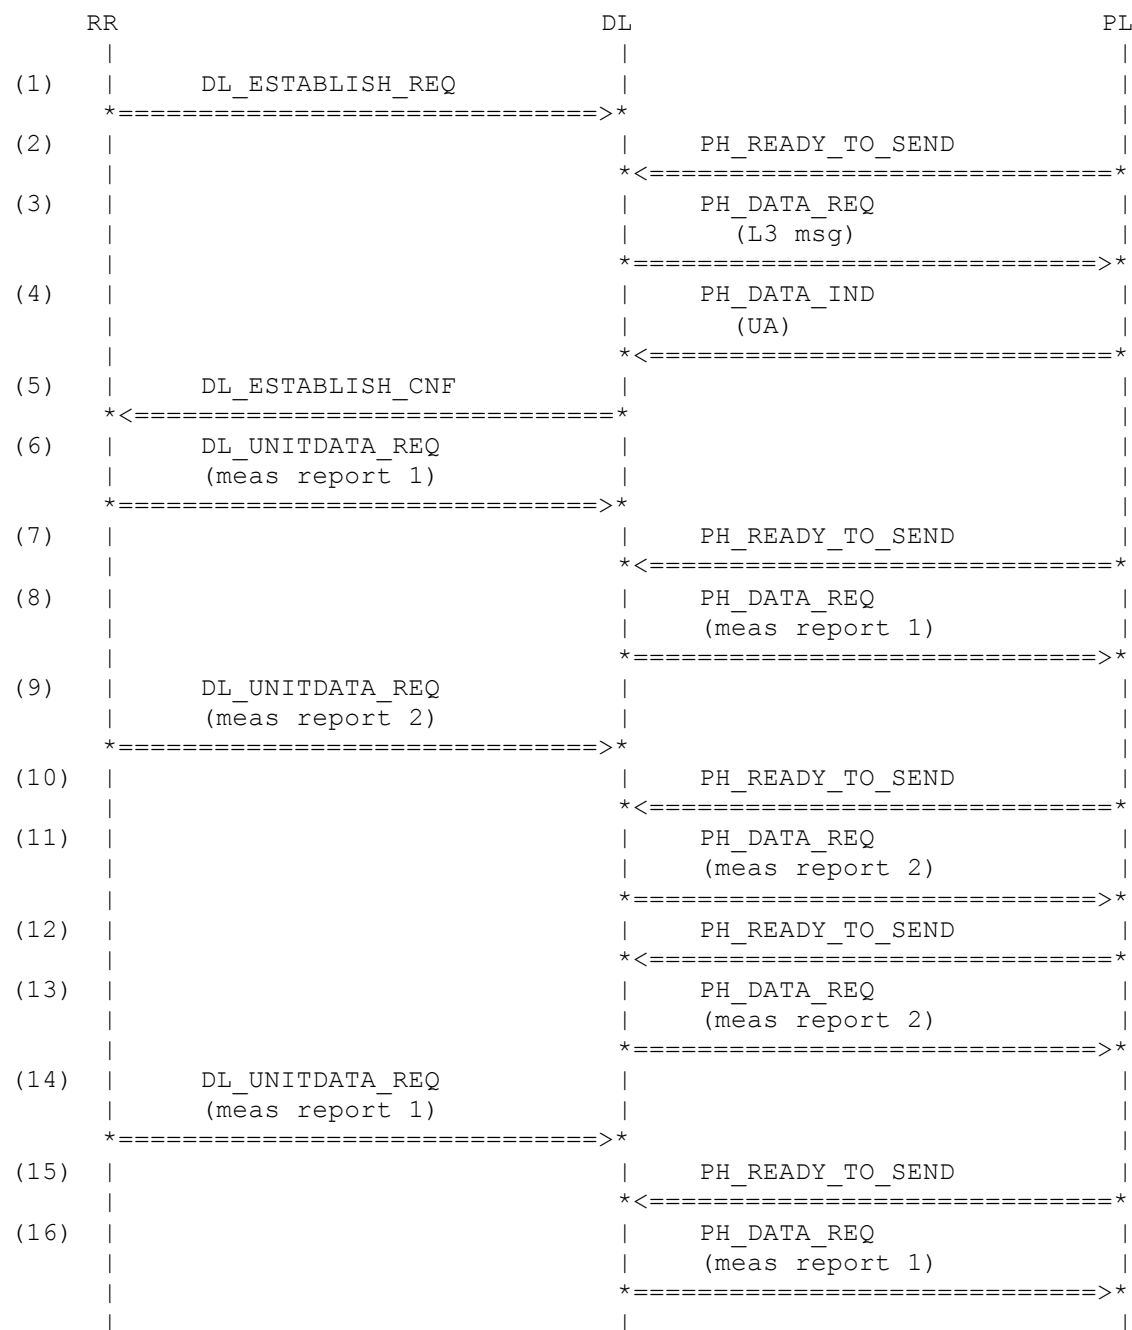 RR DL PL
| | |
(1) | DL_ESTABLISH_REQ | |
*==============================>* |
(2) | | PH_READY_TO_SEND |
| *<=============================*
(3) | | PH_DATA_REQ |
| | (L3 msg) |
| *=============================>*
(4) | | PH_DATA_IND |
| | (UA) |
| *<=============================*
(5) | DL_ESTABLISH_CNF | |
*<==============================* |
(6) | DL_UNITDATA_REQ | |
| (meas report 1) | |
*==============================>* |
(7) | | PH_READY_TO_SEND |
| *<=============================*
(8) | | PH_DATA_REQ |
| | (meas report 1) |
| *=============================>*
(9) | DL_UNITDATA_REQ | |
| (meas report 2) | |
*==============================>* |
(10) | | PH_READY_TO_SEND |
| *<=============================*
(11) | | PH_DATA_REQ |
| | (meas report 2) |
| *=============================>*
(12) | | PH_READY_TO_SEND |
| *<=============================*
(13) | | PH_DATA_REQ |
| | (meas report 2) |
| *=============================>*
(14) | DL_UNITDATA_REQ | |
| (meas report 1) | |
*==============================>* |
(15) | | PH_READY_TO_SEND |
| *<=============================*
(16) | | PH_DATA_REQ |
| | (meas report 1) |
| *=============================>*
| | |